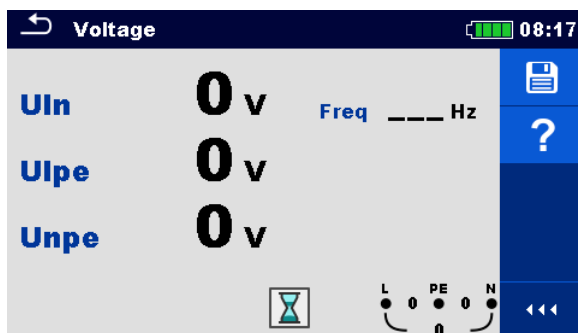 Voltage 08:17
Uln 0 V Freq ___ Hz
?
Ulpe 0 V
Unpe 0 V
L PE N
0 0
0